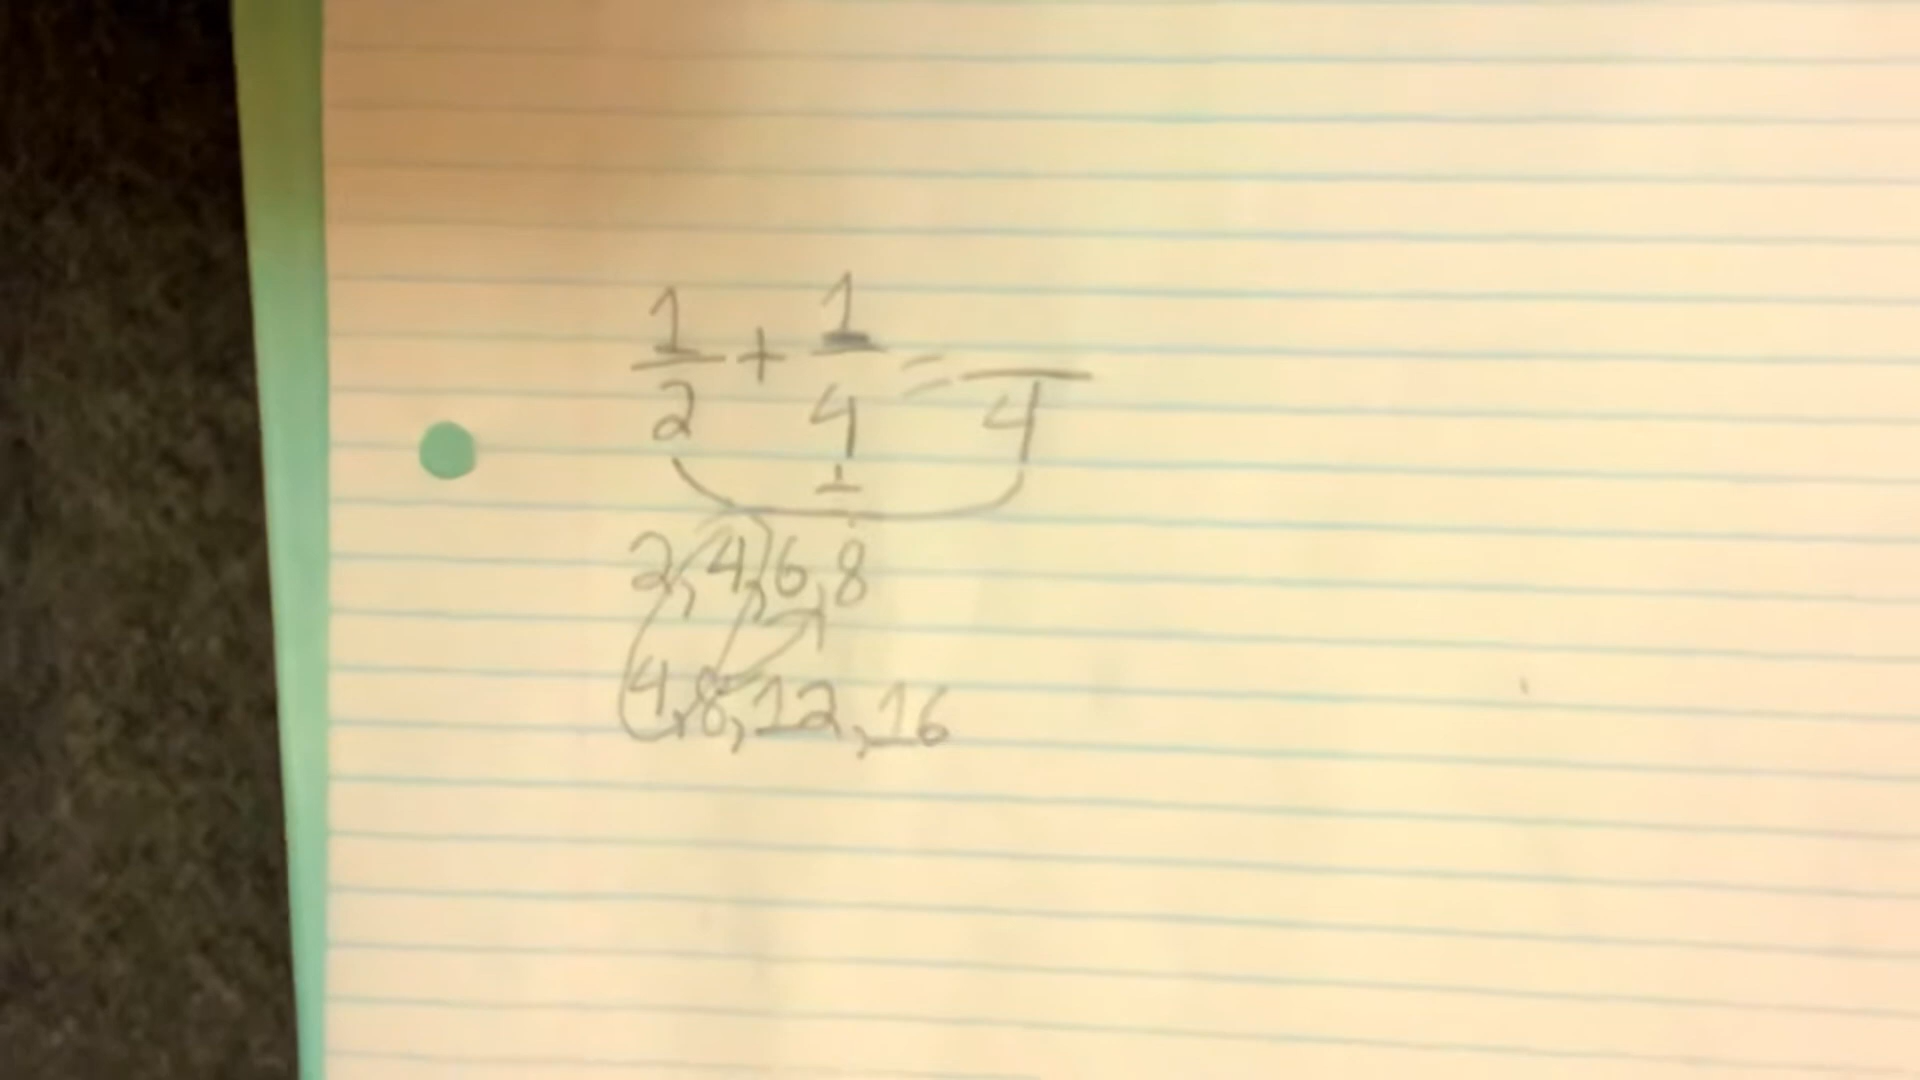 1/2 + 1/4 = /4
1
2, 4, 6, 8
4, 8, 12, 16